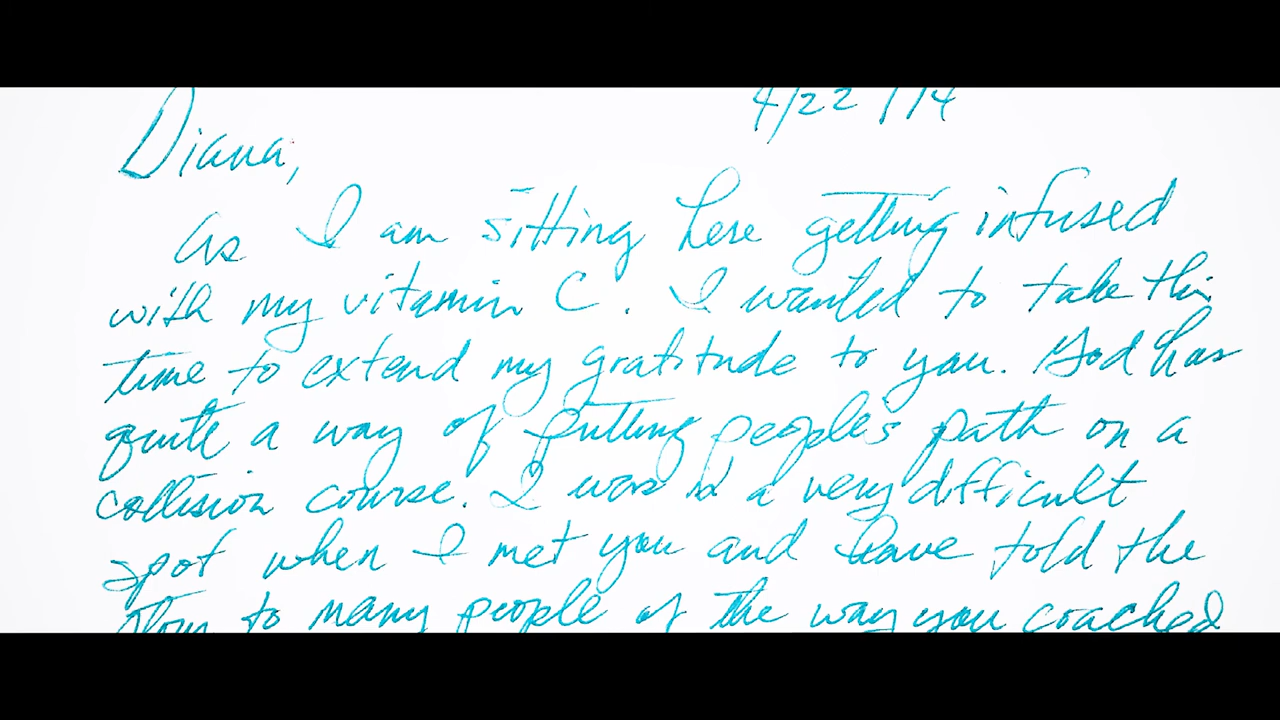 4/22/14
Diana,
As I am sitting here getting infused
with my vitamin C. I wanted to take this
time to extend my gratitude to you. God has
quite a way of putting people's path on a
collision course. I was in a very difficult
spot when I met you and have told the
story to many people of the way you coached